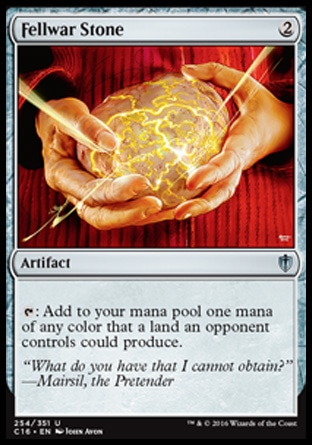 Fellwar Stone 2
Artifact
: Add to your mana pool one mana
of any color that a land an opponent
controls could produce.
“What do you have that I cannot obtain?”
—Mairsil, the Pretender
254/351 U
C16 • EN John Avon
™ & © 2016 Wizards of the Coast